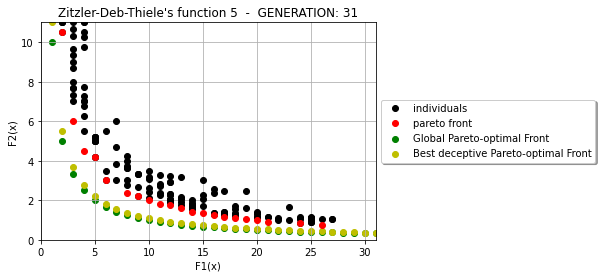 Zitzler-Deb-Thiele's function 5 - GENERATION: 31
F2(x)
10
8
6
4
2
0
0 5 10 15 20 25 30
F1(x)
individuals
pareto front
Global Pareto-optimal Front
Best deceptive Pareto-optimal Front